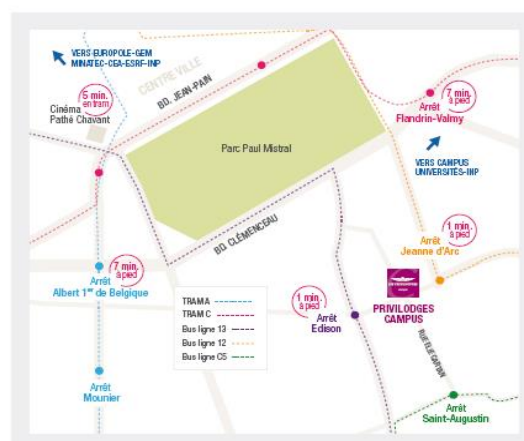 VERS EUROPOLE-GEM
MINATEC-CEA-ESRF-INP
CENTRE VILLE
BD. JEAN-PAIN
5 min.
en tram
Cinéma
Pathé Chavant
7 min.
à pied
Arrêt
Flandrin-Valmy
Parc Paul Mistral
VERS CAMPUS
UNIVERSITÉS-INP
BD. CLÉMENCEAU
1 min.
à pied
Arrêt
Jeanne d'Arc
7 min.
à pied
Arrêt
Albert 1er de Belgique
TRAM A
TRAM C
Bus ligne 13
Bus ligne 12
Bus ligne C5
1 min.
à pied
Arrêt
Edison
PRIVILODGES
CAMPUS
RUE ELIE CARTAN
Arrêt
Mounier
Arrêt
Saint-Augustin